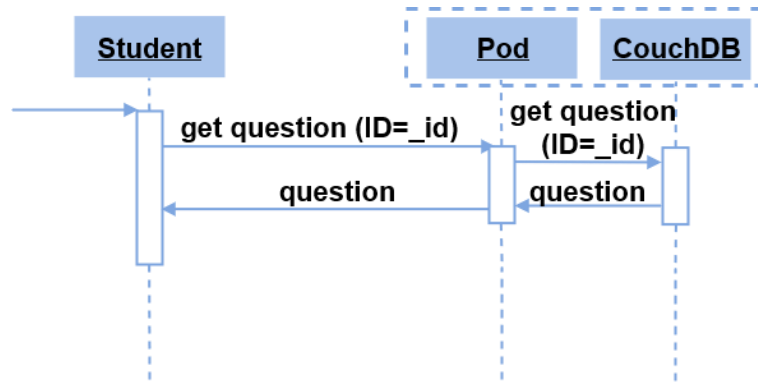 Student
Pod
CouchDB
get question (ID=_id)
get question
(ID=_id)
question
question